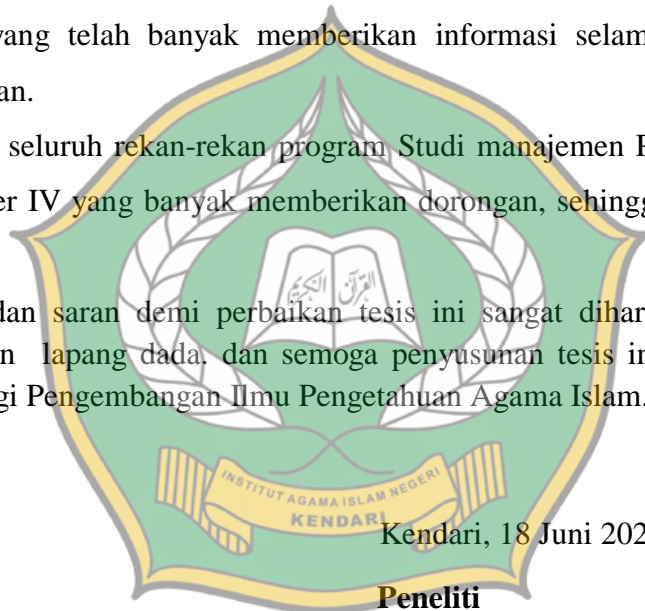 yang telah banyak memberikan informasi selam
an.
seluruh rekan-rekan program Studi manajemen P
er IV yang banyak memberikan dorongan, sehingg
القرآن الكريم
dan saran demi perbaikan tesis ini sangat dihar
n lapang dada. dan semoga penyusunan tesis in
gi Pengembangan Ilmu Pengetahuan Agama Islam.
INSTITUT AGAMA ISLAM NEGERI
KENDARI
Kendari, 18 Juni 202
Peneliti